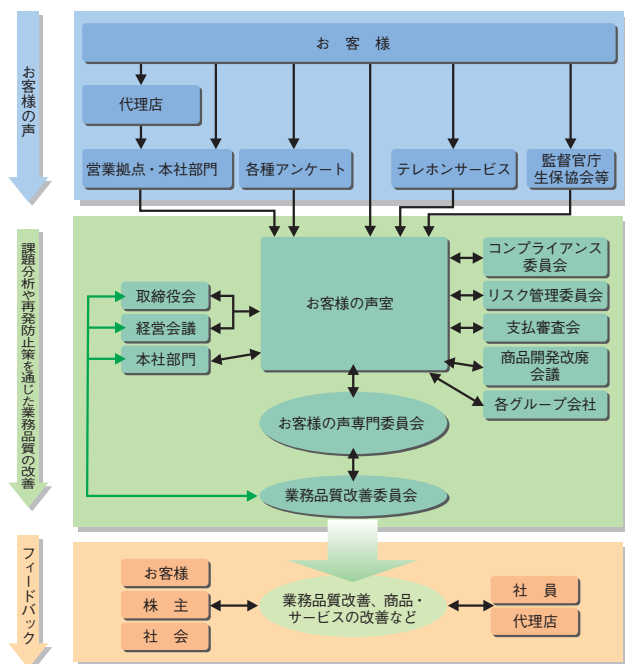 お客様の声
お 客 様
代理店
営業拠点・本社部門
各種アンケート
テレホンサービス
監督官庁
生保協会等
課題分析や再発防止策を通じた業務品質の改善
お客様の声室
取締役会
経営会議
本社部門
コンプライアンス
委員会
リスク管理委員会
支払審査会
商品開発改廃
会議
各グループ会社
お客様の声専門委員会
業務品質改善委員会
フィードバック
お客様
株 主
社 会
業務品質改善、商品・
サービスの改善など
社 員
代理店